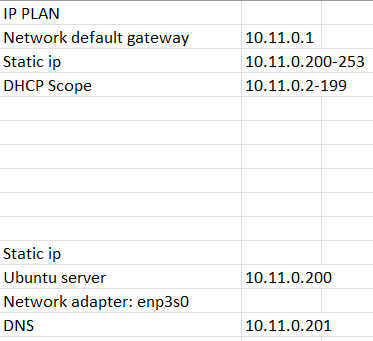 IP PLAN
Network default gateway 10.11.0.1
Static ip 10.11.0.200-253
DHCP Scope 10.11.0.2-199
Static ip
Ubuntu server 10.11.0.200
Network adapter: enp3s0
DNS 10.11.0.201